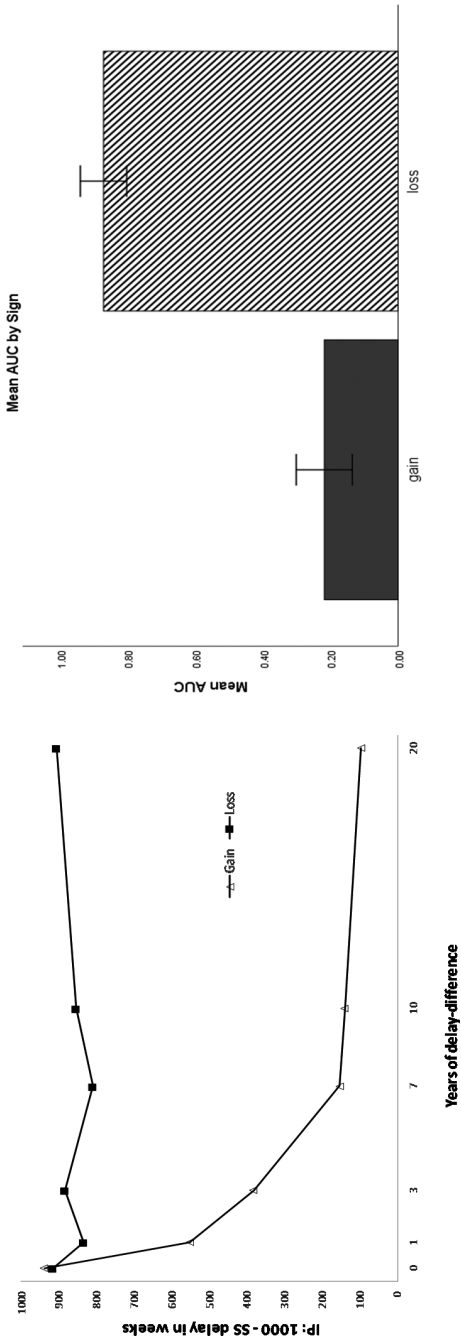 IP: 1000 - SS delay in weeks
1000
900
800
700
600
500
400
300
200
100
0
Gain Loss
0 1 3 7 10 20
Years of delay-difference
Mean AUC by Sign
Mean AUC
1.00
0.80
0.60
0.40
0.20
0.00
gain loss